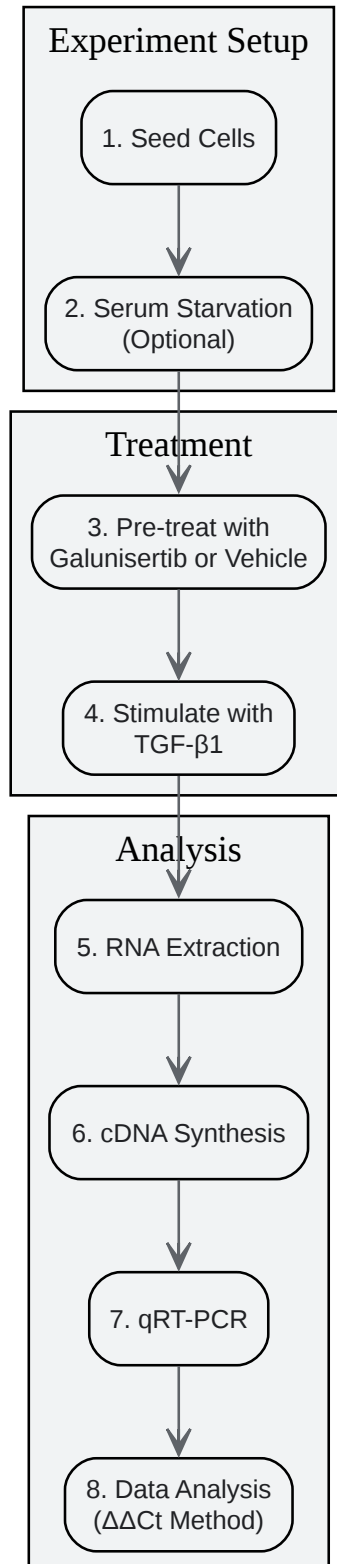 Experiment Setup
1. Seed Cells
2. Serum Starvation
(Optional)
Treatment
3. Pre-treat with
Galunisertib or Vehicle
4. Stimulate with
TGF-β1
Analysis
5. RNA Extraction
6. cDNA Synthesis
7. qRT-PCR
8. Data Analysis
(ΔΔCt Method)